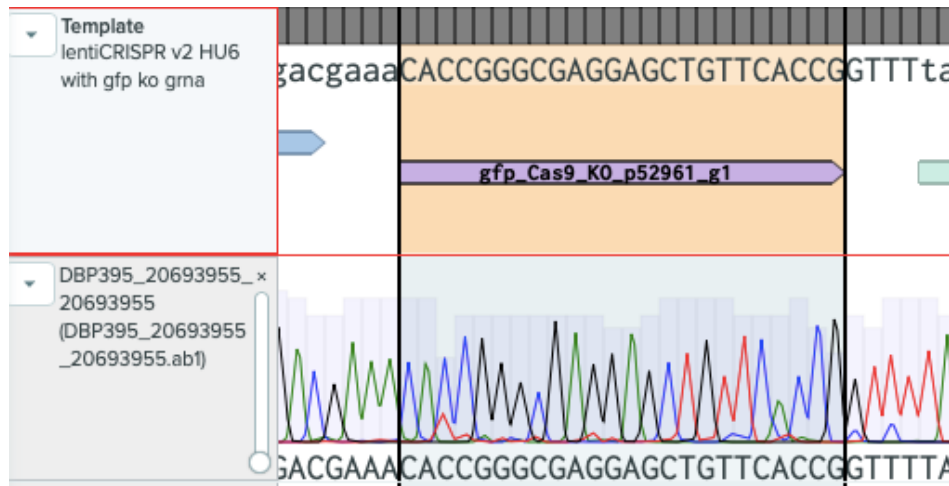 Template
lentiCRISPR v2 HU6
with gfp ko grna
gacgaaaCACCGGGCGAGGAGCTGTTCACCGGTTTta
gfp_Cas9_KO_p52961_g1
DBP395_20693955_ ×
20693955
(DBP395_20693955
_20693955.ab1)
GACGAAACACCGGGCGAGGAGCTGTTCACCGGTTTTA